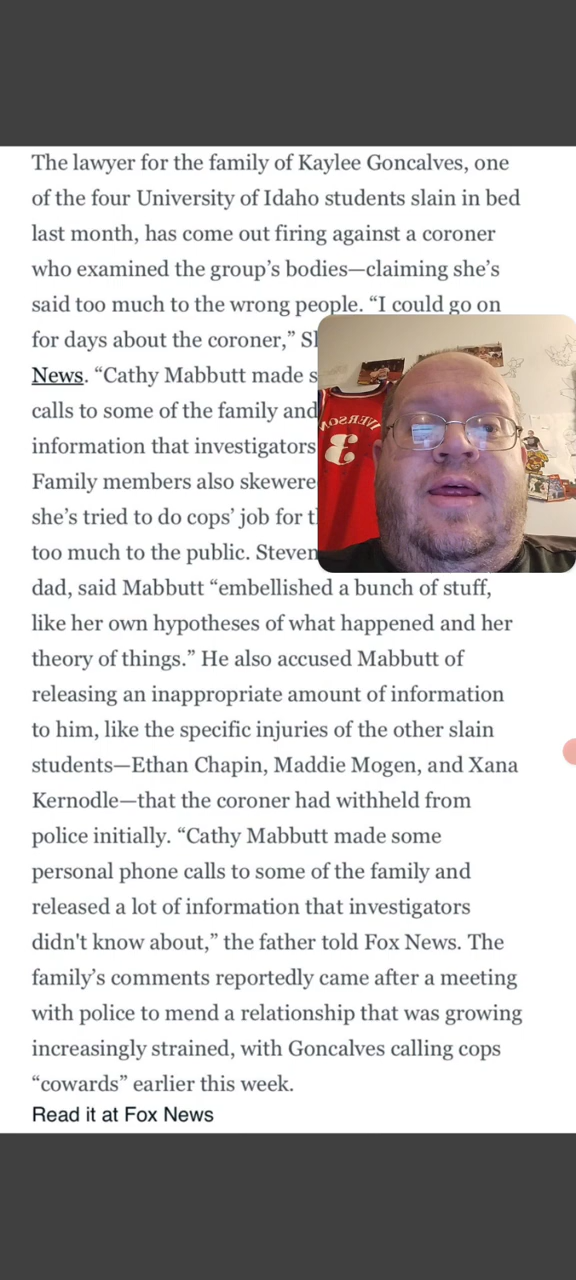 The lawyer for the family of Kaylee Goncalves, one
of the four University of Idaho students slain in bed
last month, has come out firing against a coroner
who examined the group's bodies—claiming she's
said too much to the wrong people. “I could go on
for days about the coroner,”
News. “Cathy Mabbutt made
calls to some of the family and
information that investigators
Family members also
she's tried to do cops' job for
too much to the public. Steven
IVERSON
3
dad, said Mabbutt “embellished a bunch of stuff,
like her own hypotheses of what happened and her
theory of things.” He also accused Mabbutt of
releasing an inappropriate amount of information
to him, like the specific injuries of the other slain
students—Ethan Chapin, Maddie Mogen, and Xana
Kernodle—that the coroner had withheld from
police initially. “Cathy Mabbutt made some
personal phone calls to some of the family and
released a lot of information that investigators
didn't know about,” the father told Fox News. The
family's comments reportedly came after a meeting
with police to mend a relationship that was growing
increasingly strained, with Goncalves calling cops
“cowards” earlier this week.
Read it at Fox News